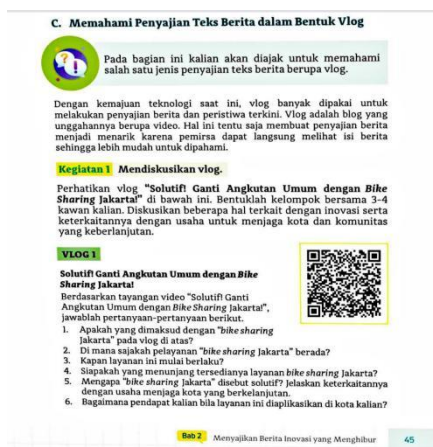 C. Memahami Penyajian Teks Berita dalam Bentuk Vlog
Pada bagian ini kalian akan diajak untuk memahami
salah satu jenis penyajian teks berita berupa vlog.
Dengan kemajuan teknologi saat ini, vlog banyak dipakai untuk
melakukan penyajian berita dan peristiwa terkini. Vlog adalah blog yang
unggahannya berupa video. Hal ini tentu saja membuat penyajian berita
menjadi menarik karena pemirsa dapat langsung melihat isi berita
sehingga lebih mudah untuk dipahami.
Kegiatan 1 Mendiskusikan vlog.
Perhatikan vlog "Solutif! Ganti Angkutan Umum dengan Bike
Sharing Jakarta!" di bawah ini. Bentuklah kelompok bersama 3-4
kawan kalian. Diskusikan beberapa hal terkait dengan inovasi serta
keterkaitannya dengan usaha untuk menjaga kota dan komunitas
yang keberlanjutan.
VLOG 1
Solutif! Ganti Angkutan Umum dengan Bike
Sharing Jakarta!
Berdasarkan tayangan video "Solutif! Ganti
Angkutan Umum dengan Bike Sharing Jakarta!",
jawablah pertanyaan-pertanyaan berikut.
1. Apakah yang dimaksud dengan "bike sharing
Jakarta" pada vlog di atas?
2. Di mana sajakah pelayanan "bike sharing Jakarta" berada?
3. Kapan layanan ini mulai berlaku?
4. Siapakah yang menunjang tersedianya layanan bike sharing Jakarta?
5. Mengapa "bike sharing Jakarta" disebut solutif? Jelaskan keterkaitannya
dengan usaha menjaga kota yang berkelanjutan.
6. Bagaimana pendapat kalian bila layanan ini diaplikasikan di kota kalian?
Bab 2 Menyajikan Berita Inovasi yang Menghibur 45